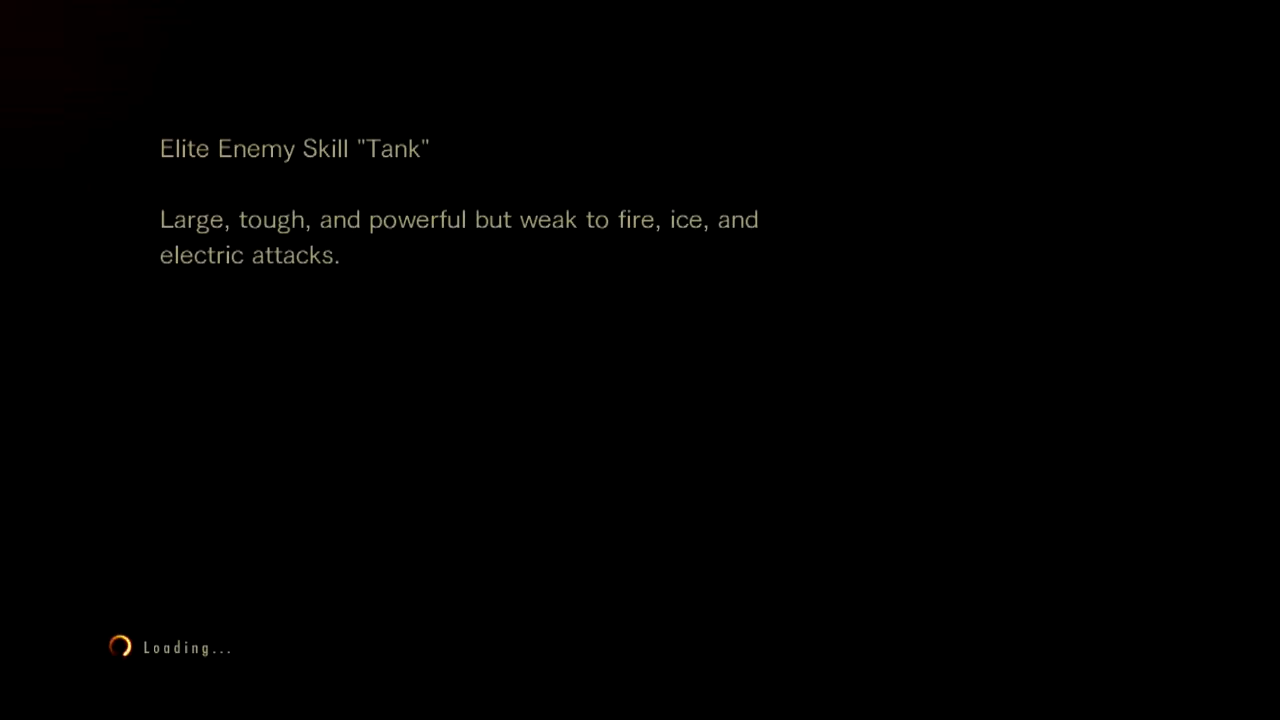 Elite Enemy Skill "Tank"
Large, tough, and powerful but weak to fire, ice, and
electric attacks.
Loading...